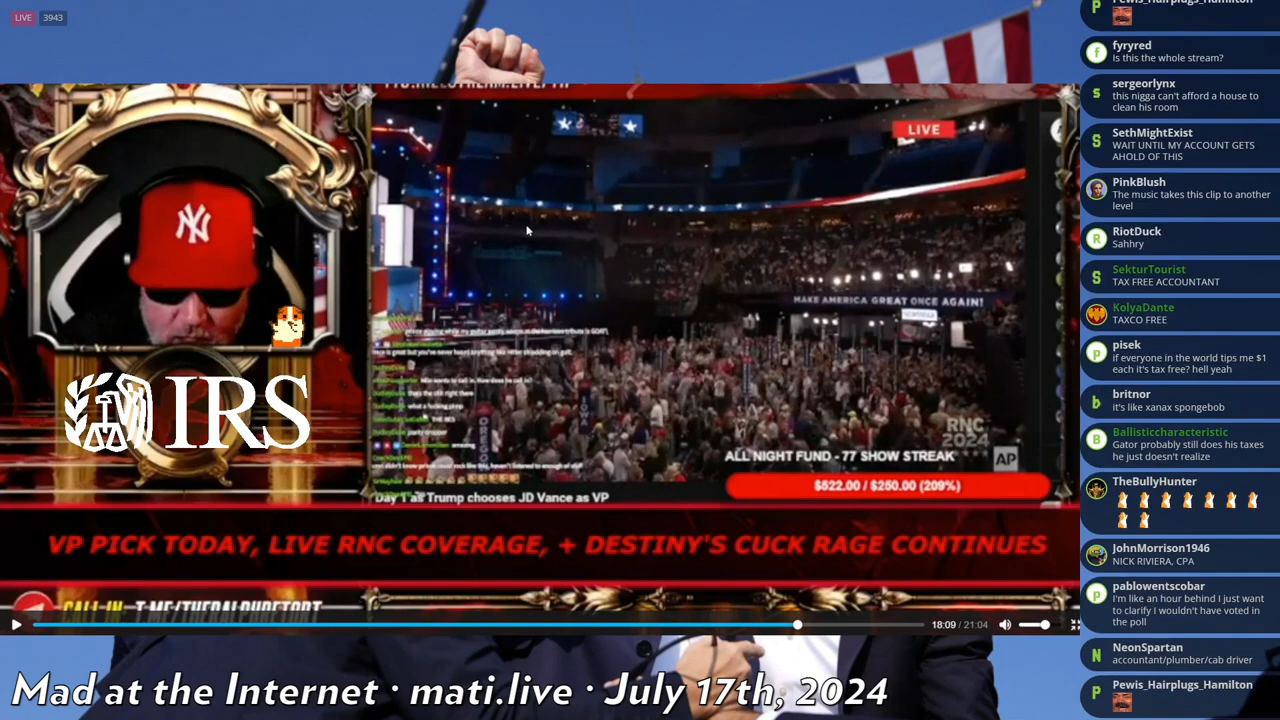 LIVE 3943
LIVE
MAKE AMERICA GREAT ONCE AGAIN!
NY
IRS
IOWA
OREGON
RNC
2024
AP
ALL NIGHT FUND - 77 SHOW STREAK
$522.00 / $250.00 (209%)
Day 1 as Trump chooses JD Vance as VP
VP PICK TODAY, LIVE RNC COVERAGE, + DESTINY'S CUCK RAGE CONTINUES
CALL-IN T.ME/THERALPHRETORT
18:09 / 21:04
Mad at the Internet · mati.live · July 17th, 2024
P
Pewis_Hairplugs_Hamilton
f
fyryred
Is this the whole stream?
s
sergeorlynx
this nigga can't afford a house to
clean his room
S
SethMightExist
WAIT UNTIL MY ACCOUNT GETS
AHOLD OF THIS
PinkBlush
The music takes this clip to another
level
R
RiotDuck
Sahhry
S
SekturTourist
TAX FREE ACCOUNTANT
KolyaDante
TAXCO FREE
p
pisek
if everyone in the world tips me $1
each it's tax free? hell yeah
b
britnor
it's like xanax spongebob
B
Ballisticcharacteristic
Gator probably still does his taxes
he just doesn't realize
TheBullyHunter
JohnMorrison1946
NICK RIVIERA, CPA
p
pablowentscobar
I'm like an hour behind I just want
to clarify I wouldn't have voted in
the poll
N
NeonSpartan
accountant/plumber/cab driver
P
Pewis_Hairplugs_Hamilton